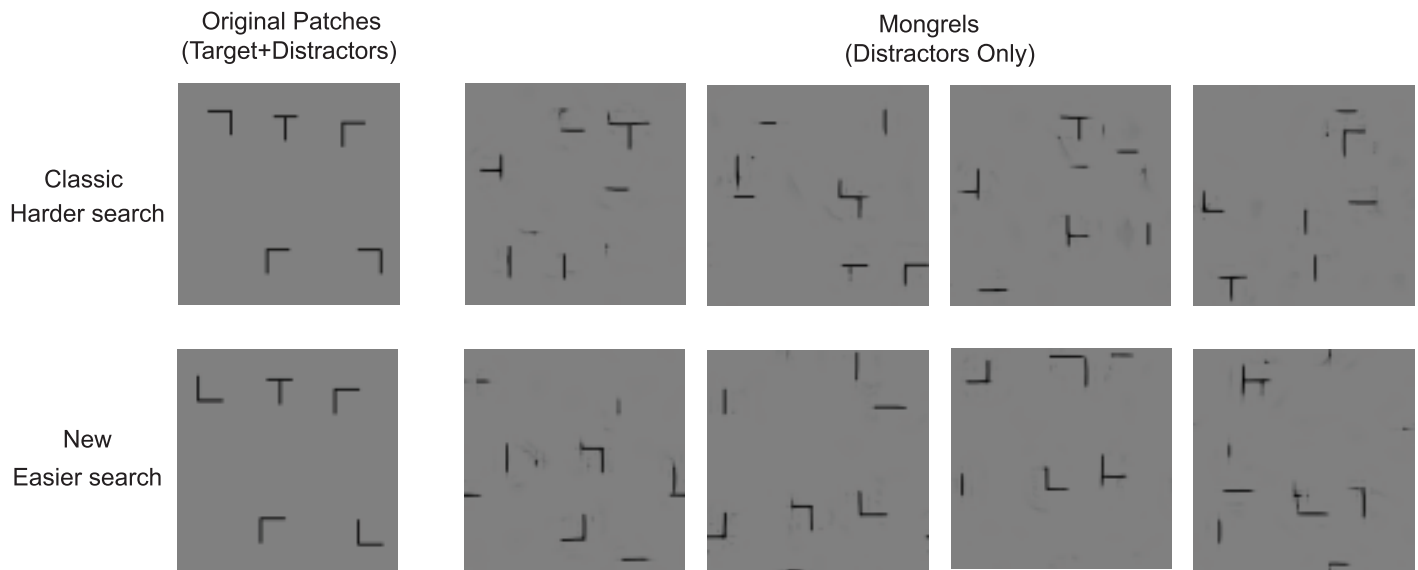 Original Patches
(Target+Distractors)
Mongrels
(Distractors Only)
Classic
Harder search
New
Easier search